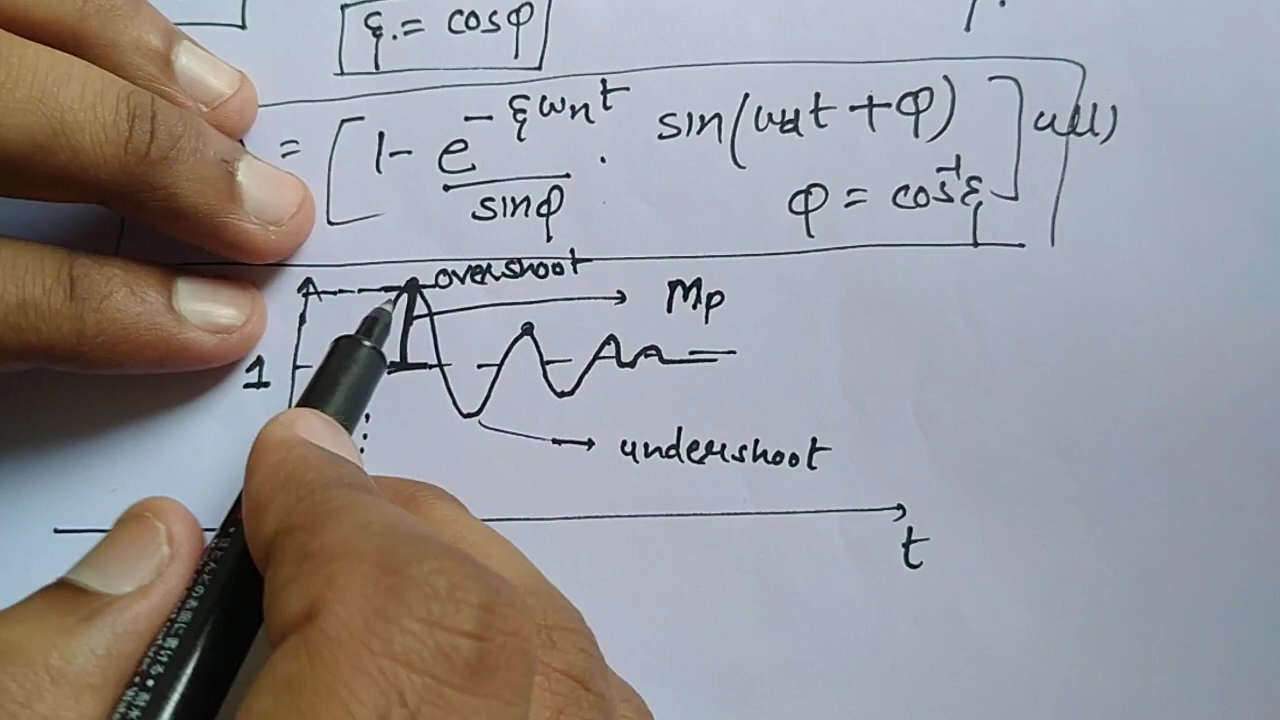 ξ = cosφ
= [1 - e^{-ξωnt} / sinφ . sin(ωdt + φ)] u(t)
φ = cos⁻¹ξ
overshoot
Mp
1
undershoot
t